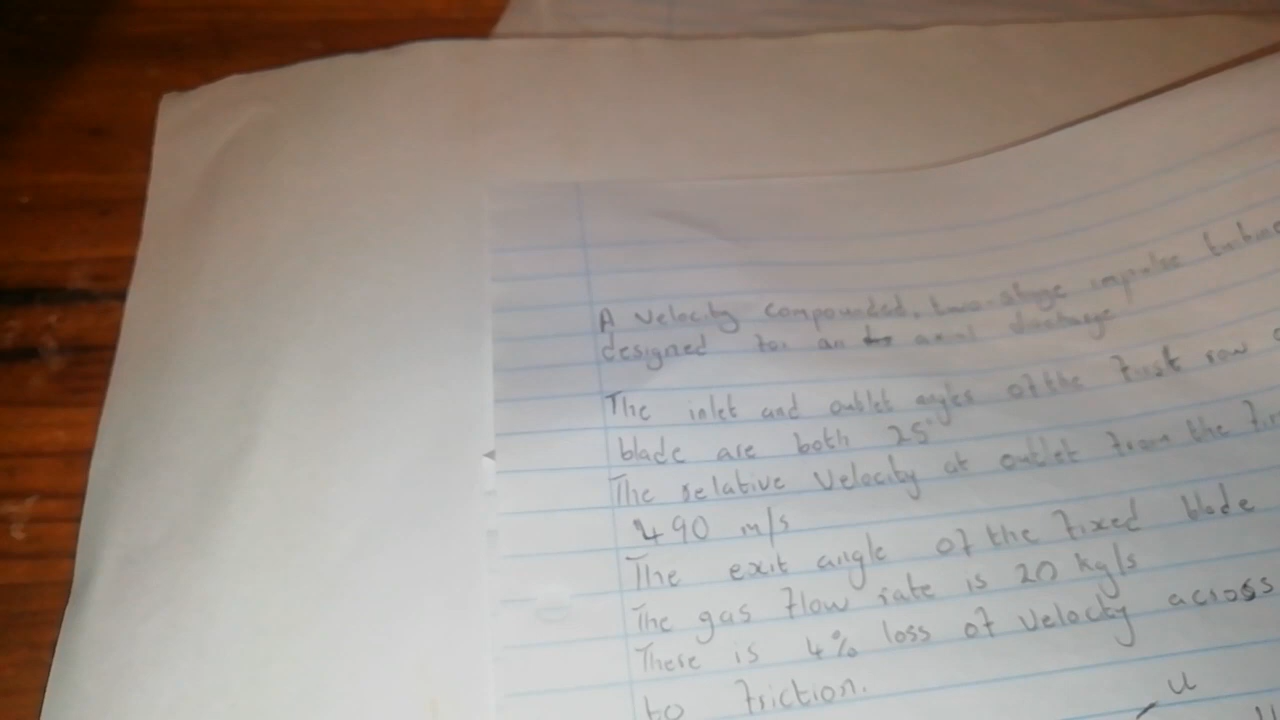 A velocity compounded, two-stage impulse turbine
designed for an axial discharge
The inlet and outlet angles of the first row
blade are both 25°
The relative velocity at outlet from the
490 m/s
The exit angle of the fixed blade
The gas flow rate is 20 kg/s
There is 4% loss of velocity across
to friction.
u